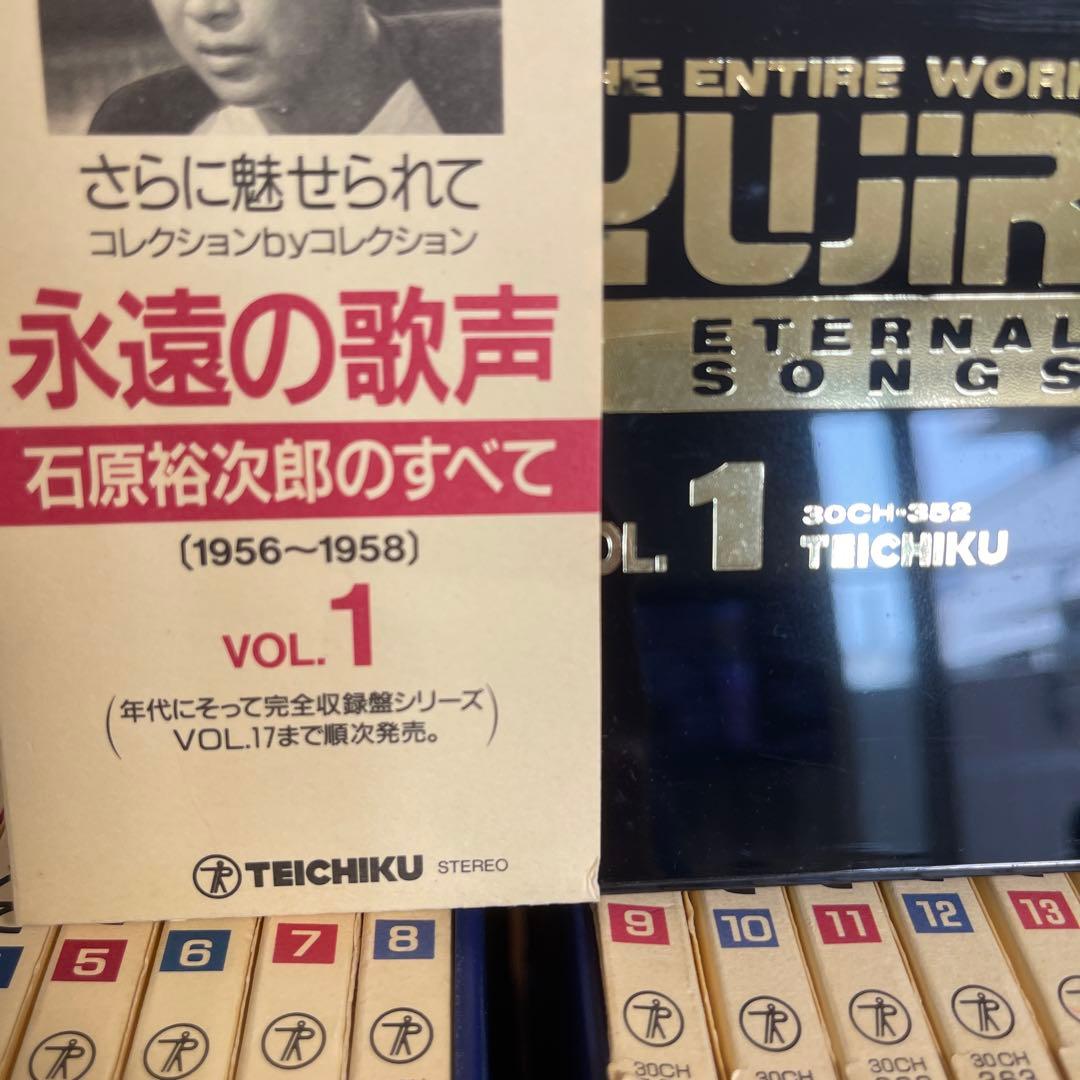 さらに魅せられて
コレクションbyコレクション
永遠の歌声
石原裕次郎のすべて
〔1956〜1958〕
VOL.1
(年代にそって完全収録盤シリーズ
VOL.17まで順次発売。)
TEICHIKU STEREO
HE ENTIRE WOR
YUJIR
ETERNAL
SONGS
OL. 1
30CH-352
TEICHIKU
5
6
7
8
9
10
11
12
13
30CH
30CH
30CH
30CH